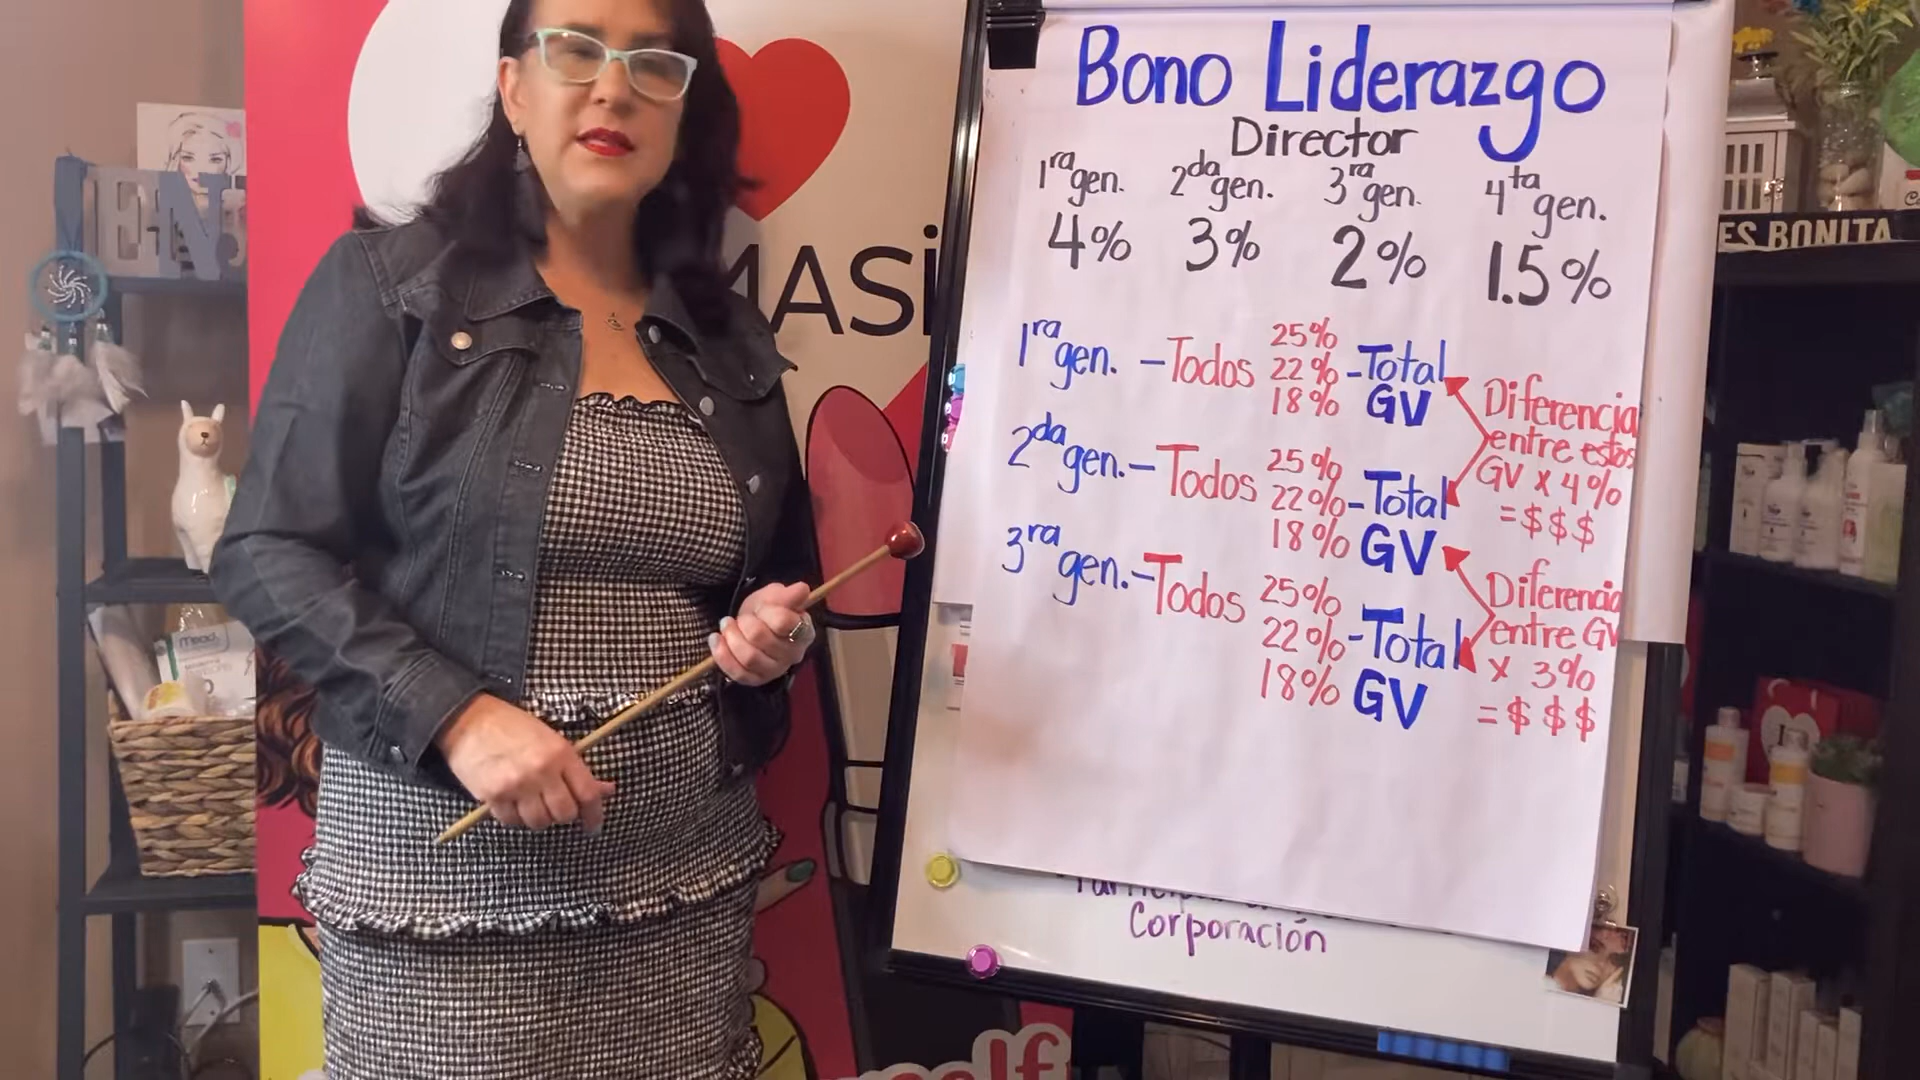 Bono Liderazgo
Director
1ra gen. 2da gen. 3ra gen. 4ta gen.
4% 3% 2% 1.5%
1ra gen. - Todos 25% 22% 18% - Total GV
Diferencia entre estos GV x 4% = $$$
2da gen. - Todos 25% 22% 18% - Total GV
Diferencia entre GV x 3% = $$$
3ra gen. - Todos 25% 22% 18% - Total GV
Corporación
MASi
ES BONITA
mead